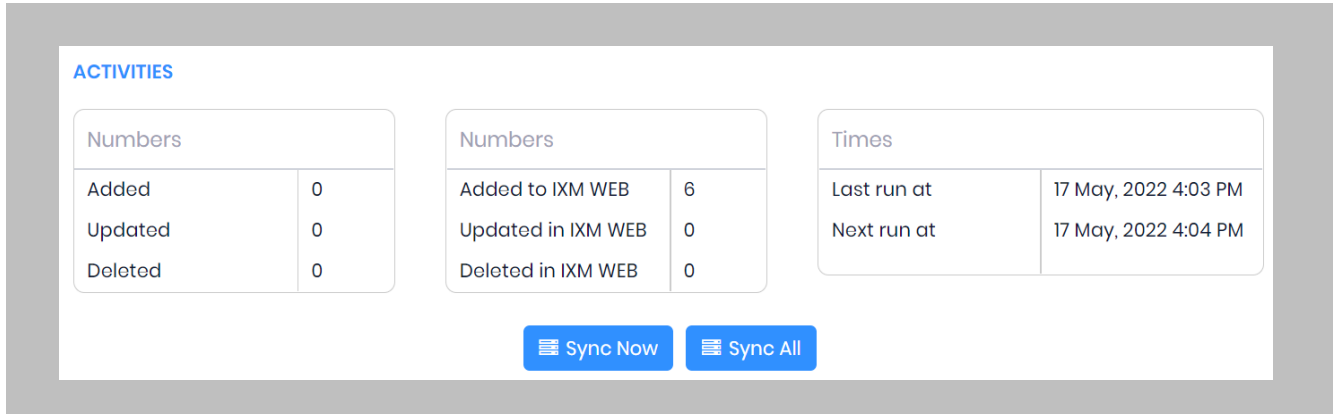 ACTIVITIES
Numbers
Added 0
Updated 0
Deleted 0
Numbers
Added to IXM WEB 6
Updated in IXM WEB 0
Deleted in IXM WEB 0
Times
Last run at 17 May, 2022 4:03 PM
Next run at 17 May, 2022 4:04 PM
Sync Now
Sync All